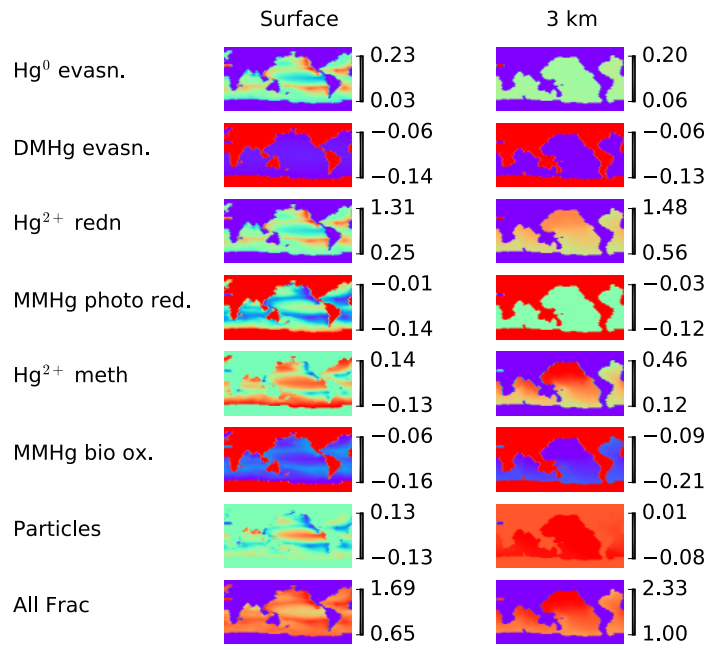 Surface 3 km
Hg⁰ evasn. 0.23 0.20
0.03 0.06
DMHg evasn. −0.06 −0.06
−0.14 −0.13
Hg²⁺ redn 1.31 1.48
0.25 0.56
MMHg photo red. −0.01 −0.03
−0.14 −0.12
Hg²⁺ meth 0.14 0.46
−0.13 0.12
MMHg bio ox. −0.06 −0.09
−0.16 −0.21
Particles 0.13 0.01
−0.13 −0.08
All Frac 1.69 2.33
0.65 1.00